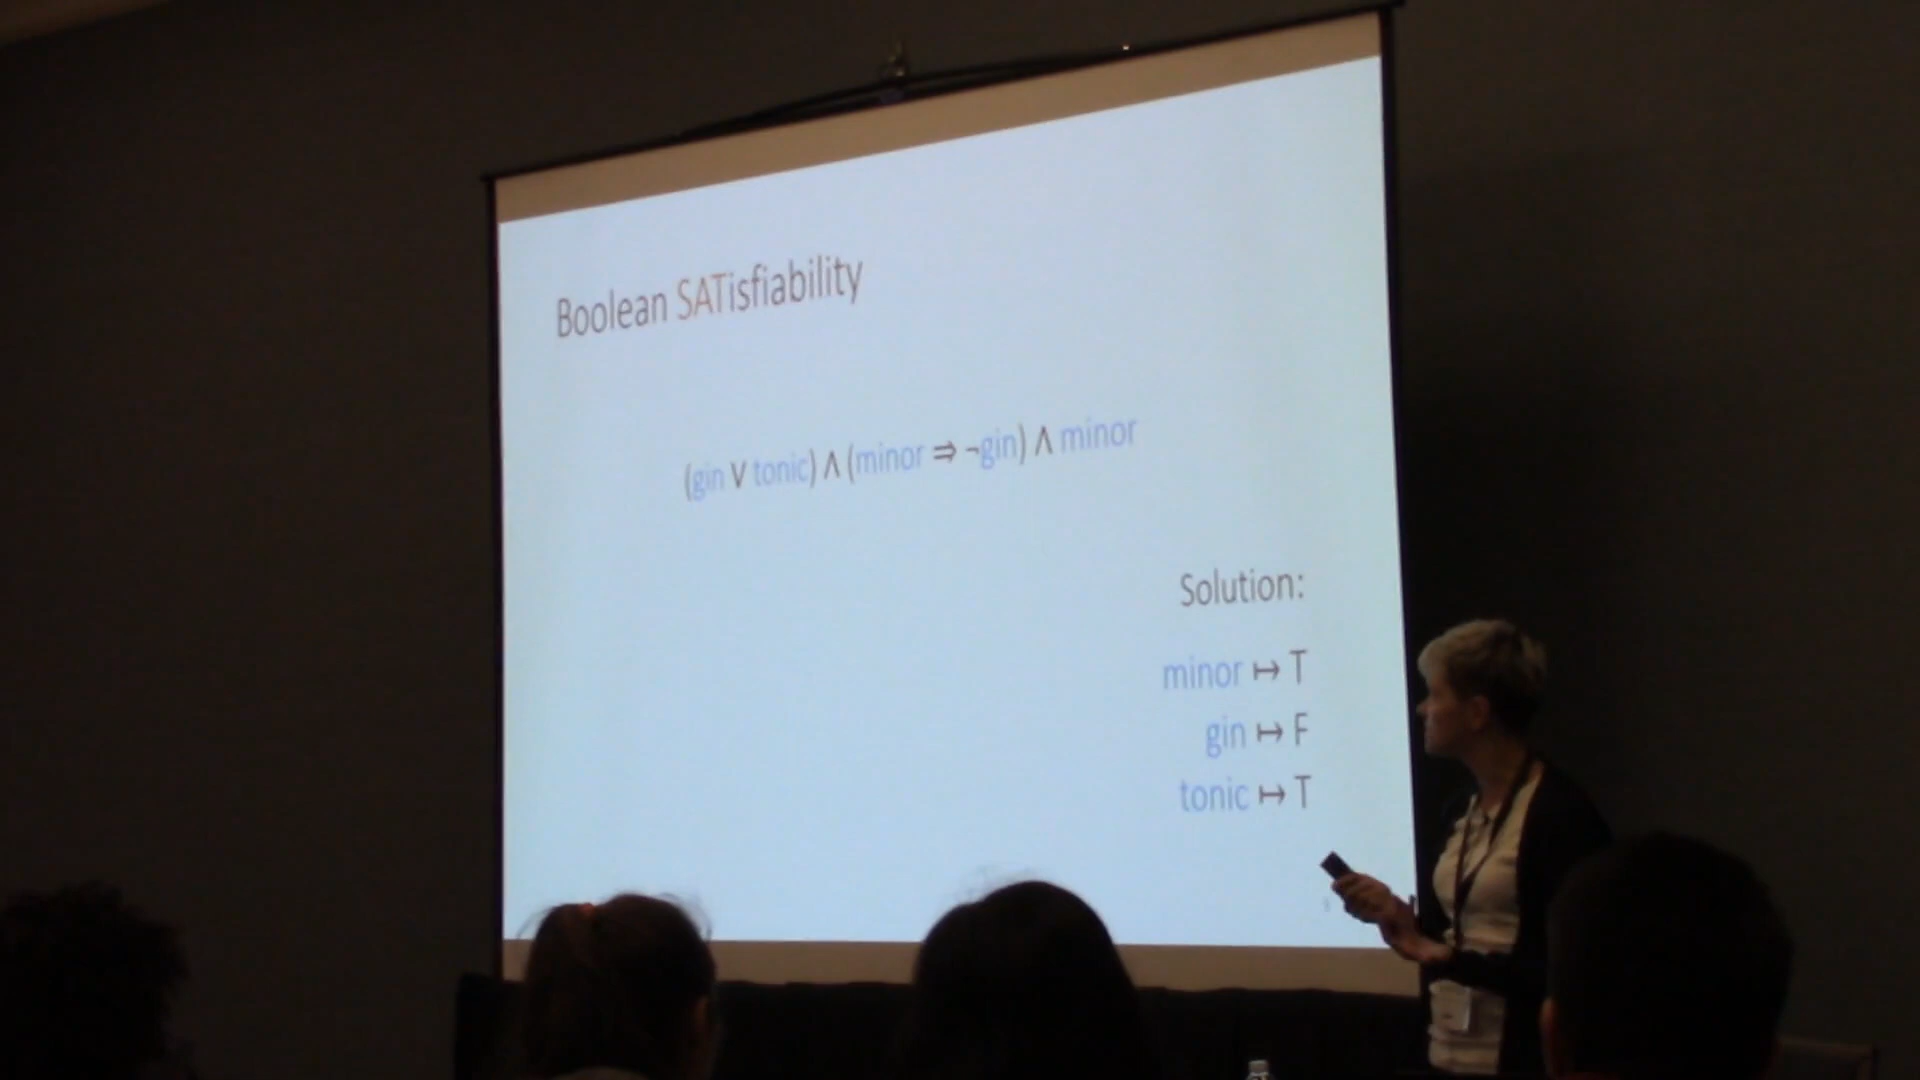 Boolean SATisfiability
(gin ∨ tonic) ∧ (minor ⇒ ¬gin) ∧ minor
Solution:
minor ↦ T
gin ↦ F
tonic ↦ T